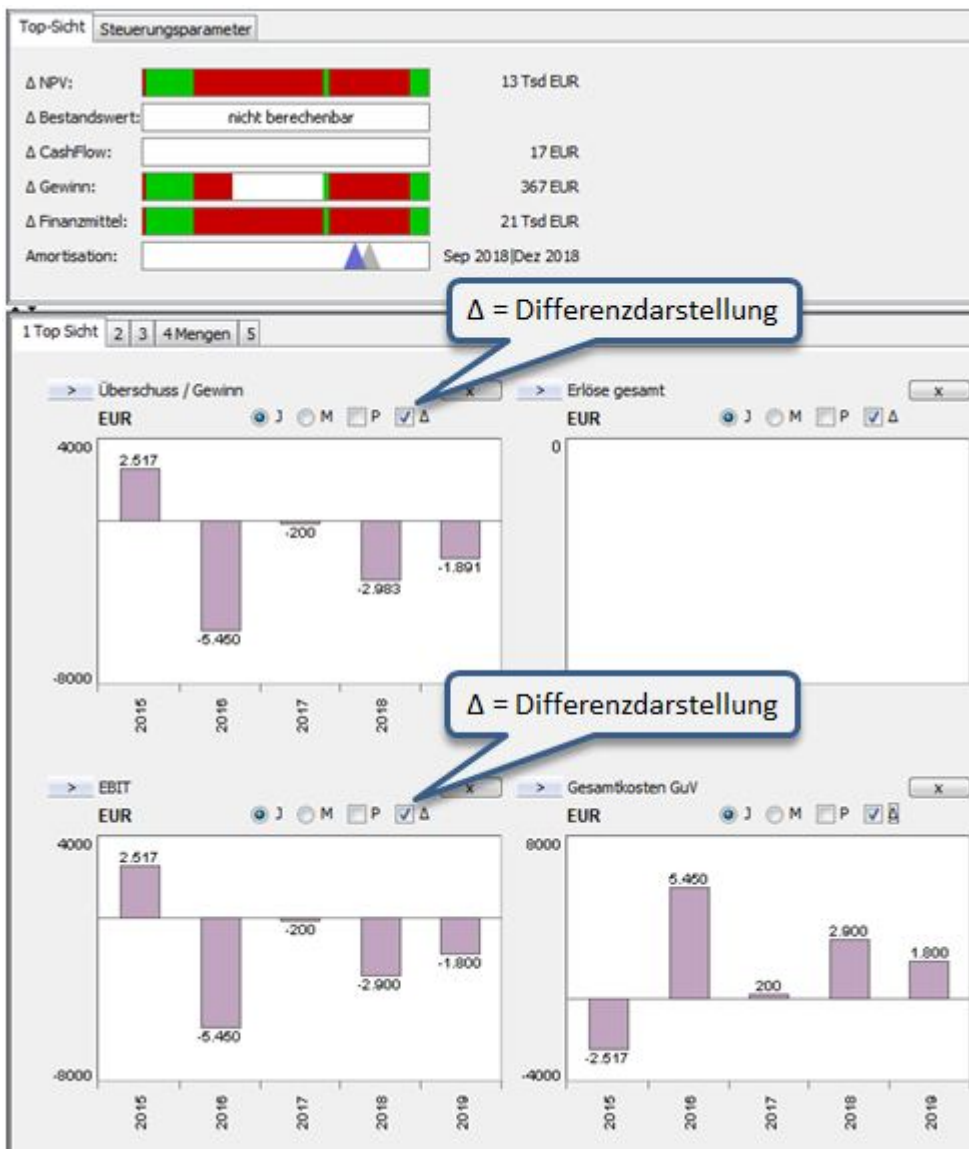 Top-Sicht Steuerungsparameter
Δ NPV: 13 Tsd EUR
Δ Bestandswert: nicht berechenbar
Δ CashFlow: 17 EUR
Δ Gewinn: 367 EUR
Δ Finanzmittel: 21 Tsd EUR
Amortisation: Sep 2018|Dez 2018
Δ = Differenzdarstellung
1 Top Sicht 2 3 4 Mengen 5
> Überschuss / Gewinn x
EUR J M P Δ
4000
2.517
-200
-1.891
-2.983
-5.450
-8000
2015 2016 2017 2018
> Erlöse gesamt x
EUR J M P Δ
0
Δ = Differenzdarstellung
> EBIT x
EUR J M P Δ
4000
2.517
-200
-1.800
-2.900
-5.450
-8000
2015 2016 2017 2018 2019
> Gesamtkosten GuV x
EUR J M P Δ
8000
5.450
2.900
1.800
200
-2.517
-4000
2015 2016 2017 2018 2019